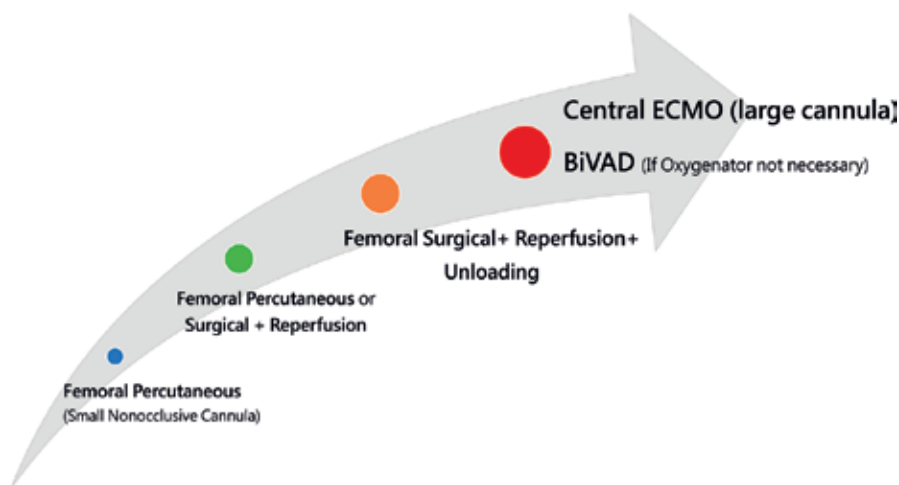 Central ECMO (large cannula)
BiVAD (If Oxygenator not necessary)
Femoral Surgical+ Reperfusion+
Unloading
Femoral Percutaneous or
Surgical + Reperfusion
Femoral Percutaneous
(Small Nonocclusive Cannula)